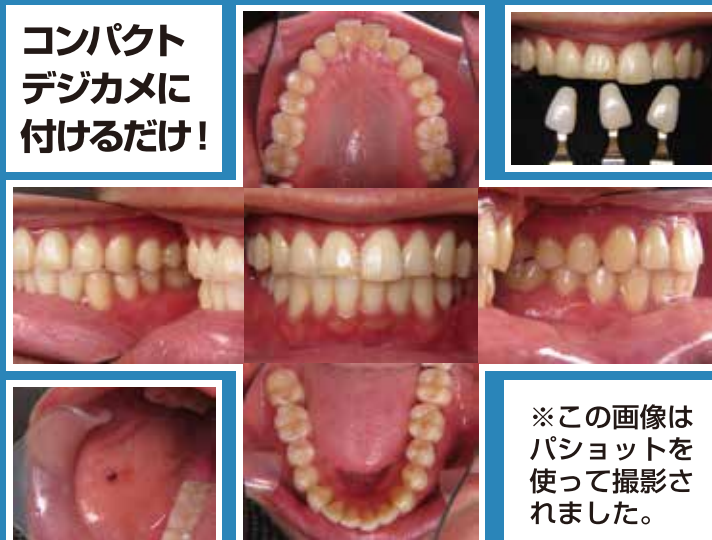 コンパクト
デジカメに
付けるだけ！
※この画像は
パショットを
使って撮影さ
れました。